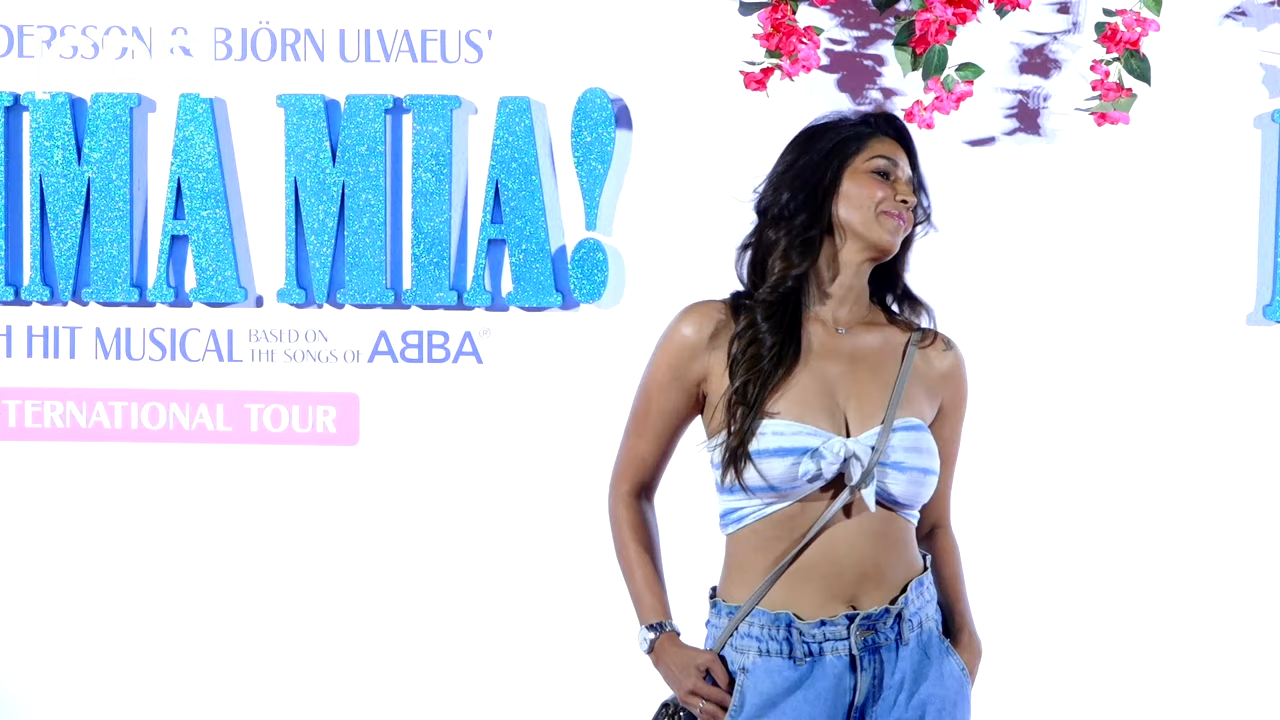 DERSSON & BJÖRN ULVAEUS'
MA MIA!
H HIT MUSICAL BASED ON THE SONGS OF ABBA®
TERNATIONAL TOUR